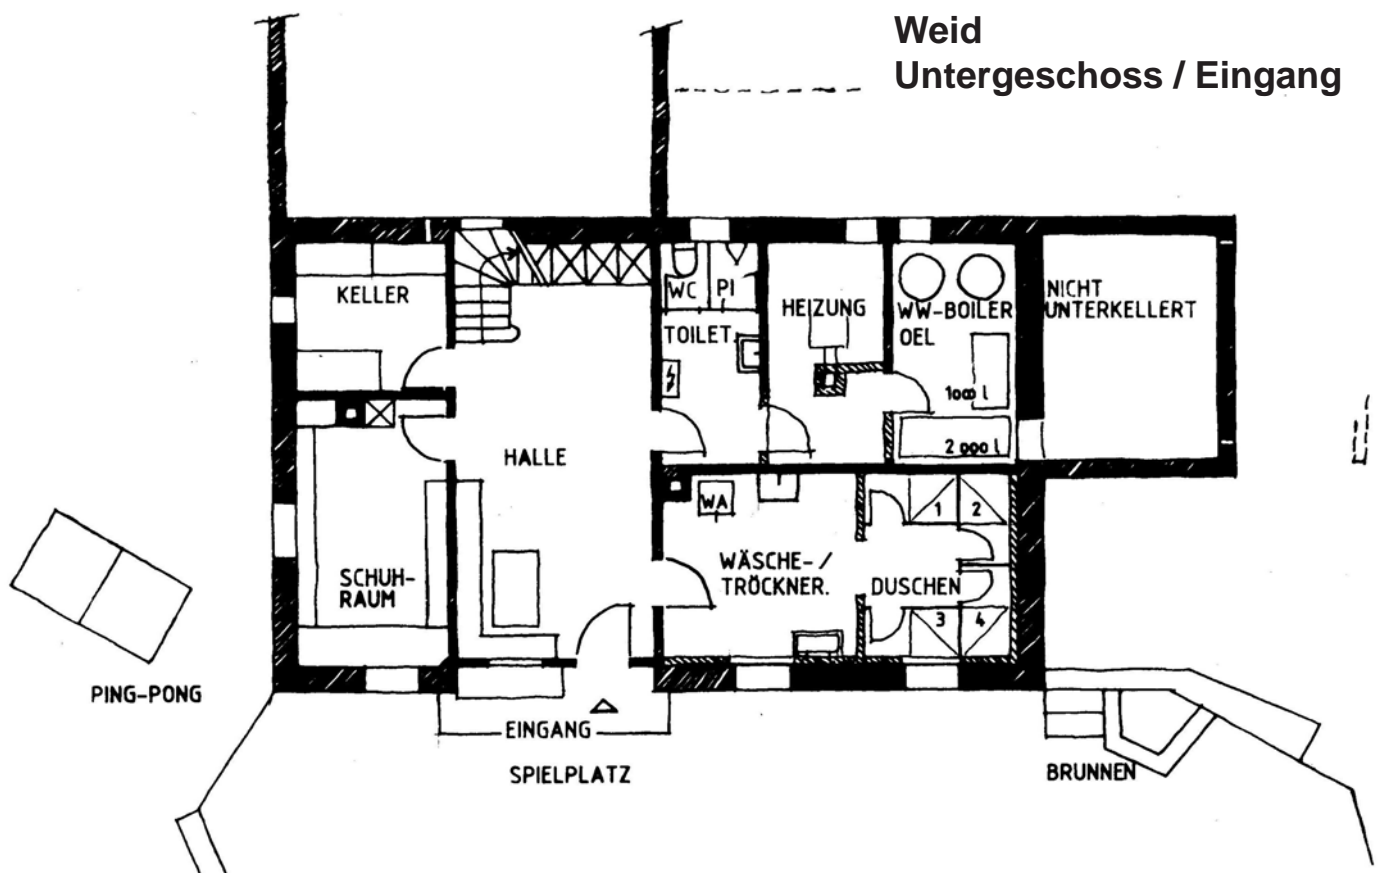 Weid
Untergeschoss / Eingang
KELLER
WC
PI
TOILET.
HEIZUNG
WW-BOILER
OEL
1000 l
2000 l
NICHT
UNTERKELLERT
HALLE
SCHUH-
RAUM
WA
WÄSCHE-/
TRÖCKNER.
DUSCHEN
1
2
3
4
PING-PONG
EINGANG
SPIELPLATZ
BRUNNEN